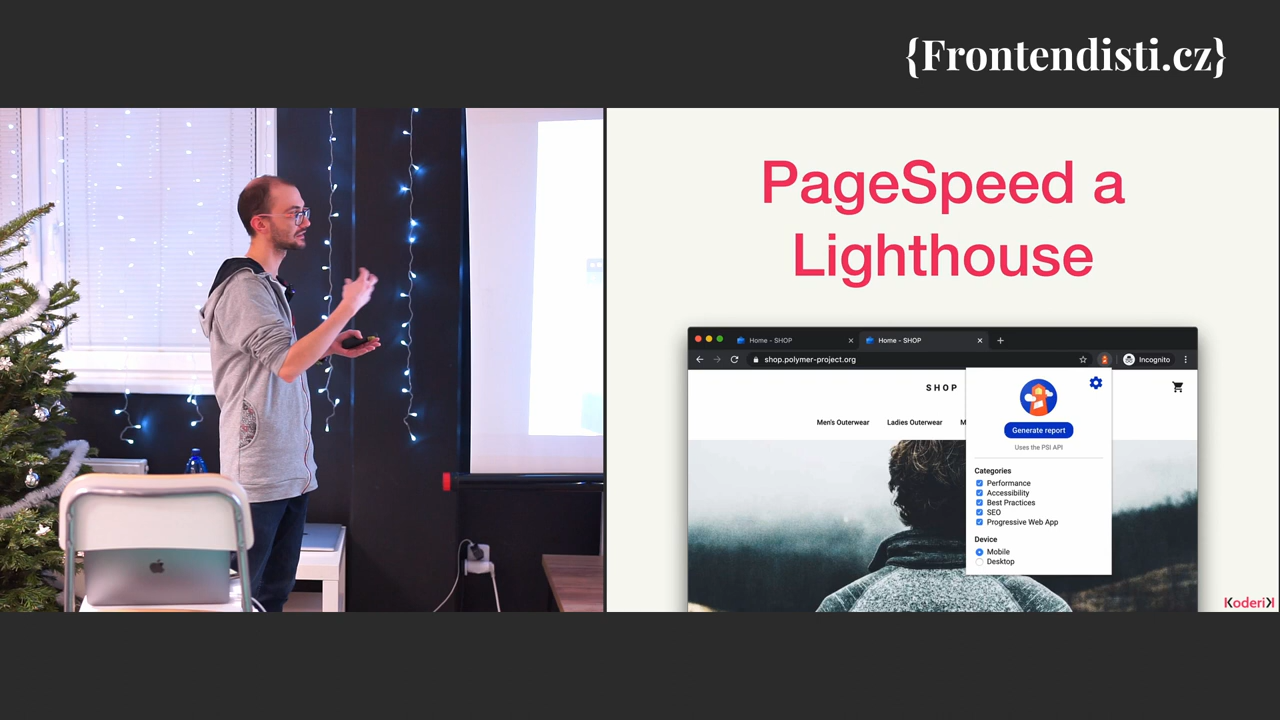 {Frontendisti.cz}
PageSpeed a
Lighthouse
Home - SHOP
Home - SHOP
shop.polymer-project.org
Incognito
SHOP
Men's Outerwear
Ladies Outerwear
M
Generate report
Uses the PSI API
Categories
Performance
Accessibility
Best Practices
SEO
Progressive Web App
Device
Mobile
Desktop
Koderik